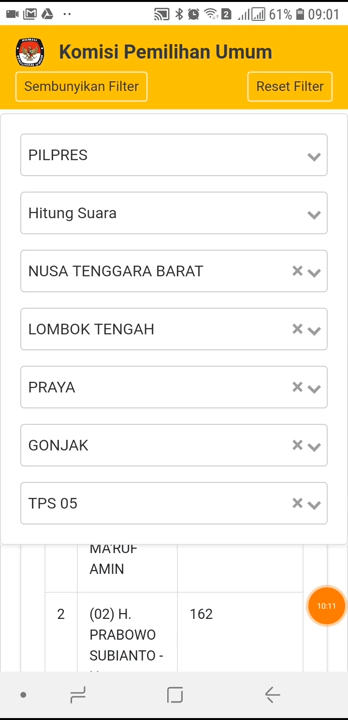 2 61% 09:01
Komisi Pemilihan Umum
Sembunyikan Filter Reset Filter
PILPRES
Hitung Suara
NUSA TENGGARA BARAT
LOMBOK TENGAH
PRAYA
GONJAK
TPS 05
MA'RUF
AMIN
2 (02) H. 162
PRABOWO
SUBIANTO -
10:11